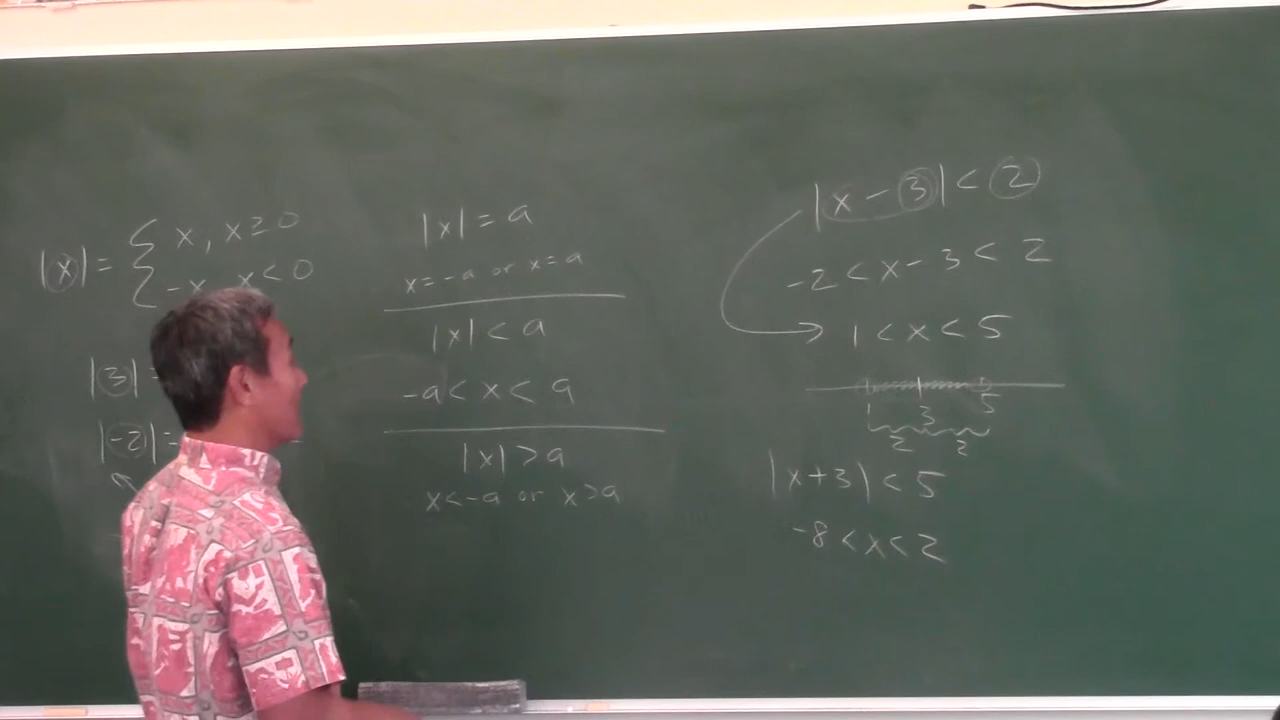 |x| = { x, x ≥ 0
-x, x < 0
|3| =
|-2| =
|x| = a
x = -a or x = a
|x| < a
-a < x < a
|x| > a
x < -a or x > a
|x - 3| < 2
-2 < x - 3 < 2
1 < x < 5
1 3 5
2 2
|x+3| < 5
-8 < x < 2